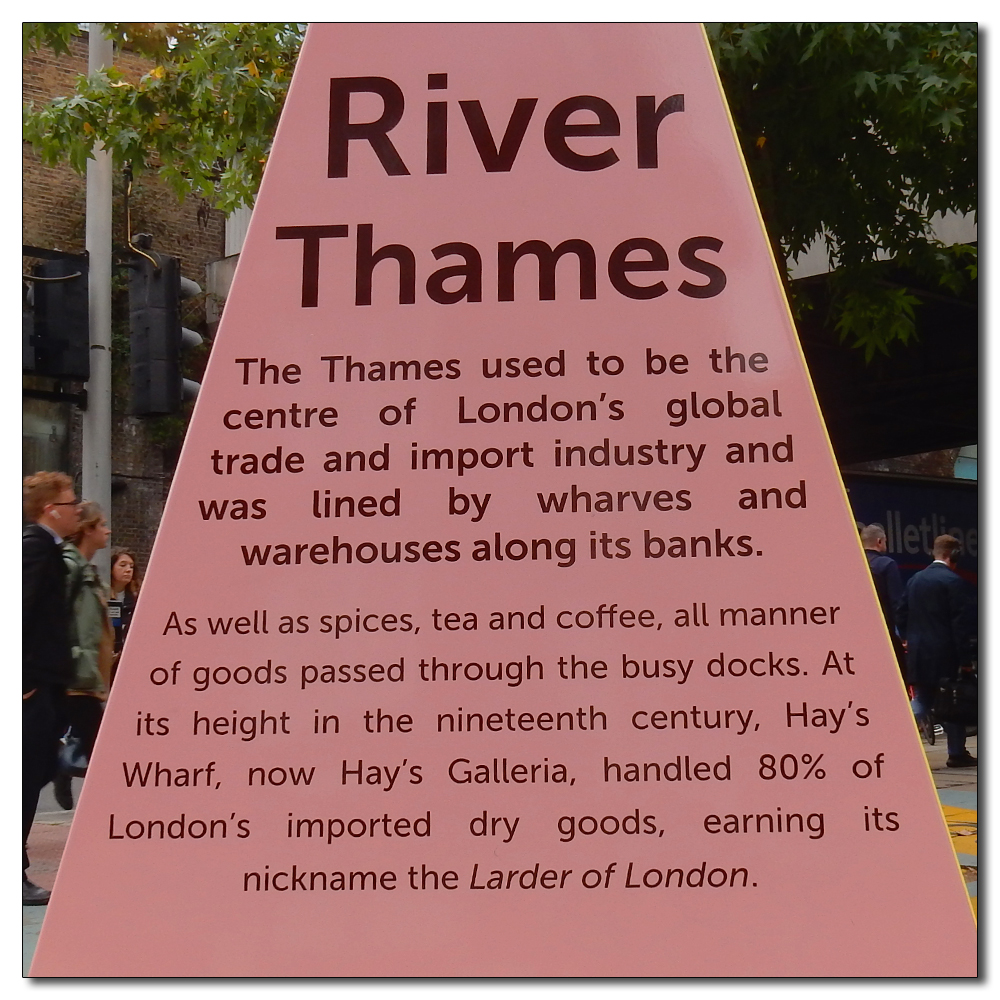 River
Thames
The Thames used to be the
centre of London's global
trade and import industry and
was lined by wharves and
warehouses along its banks.
As well as spices, tea and coffee, all manner
of goods passed through the busy docks. At
its height in the nineteenth century, Hay's
Wharf, now Hay's Galleria, handled 80% of
London's imported dry goods, earning its
nickname the Larder of London.